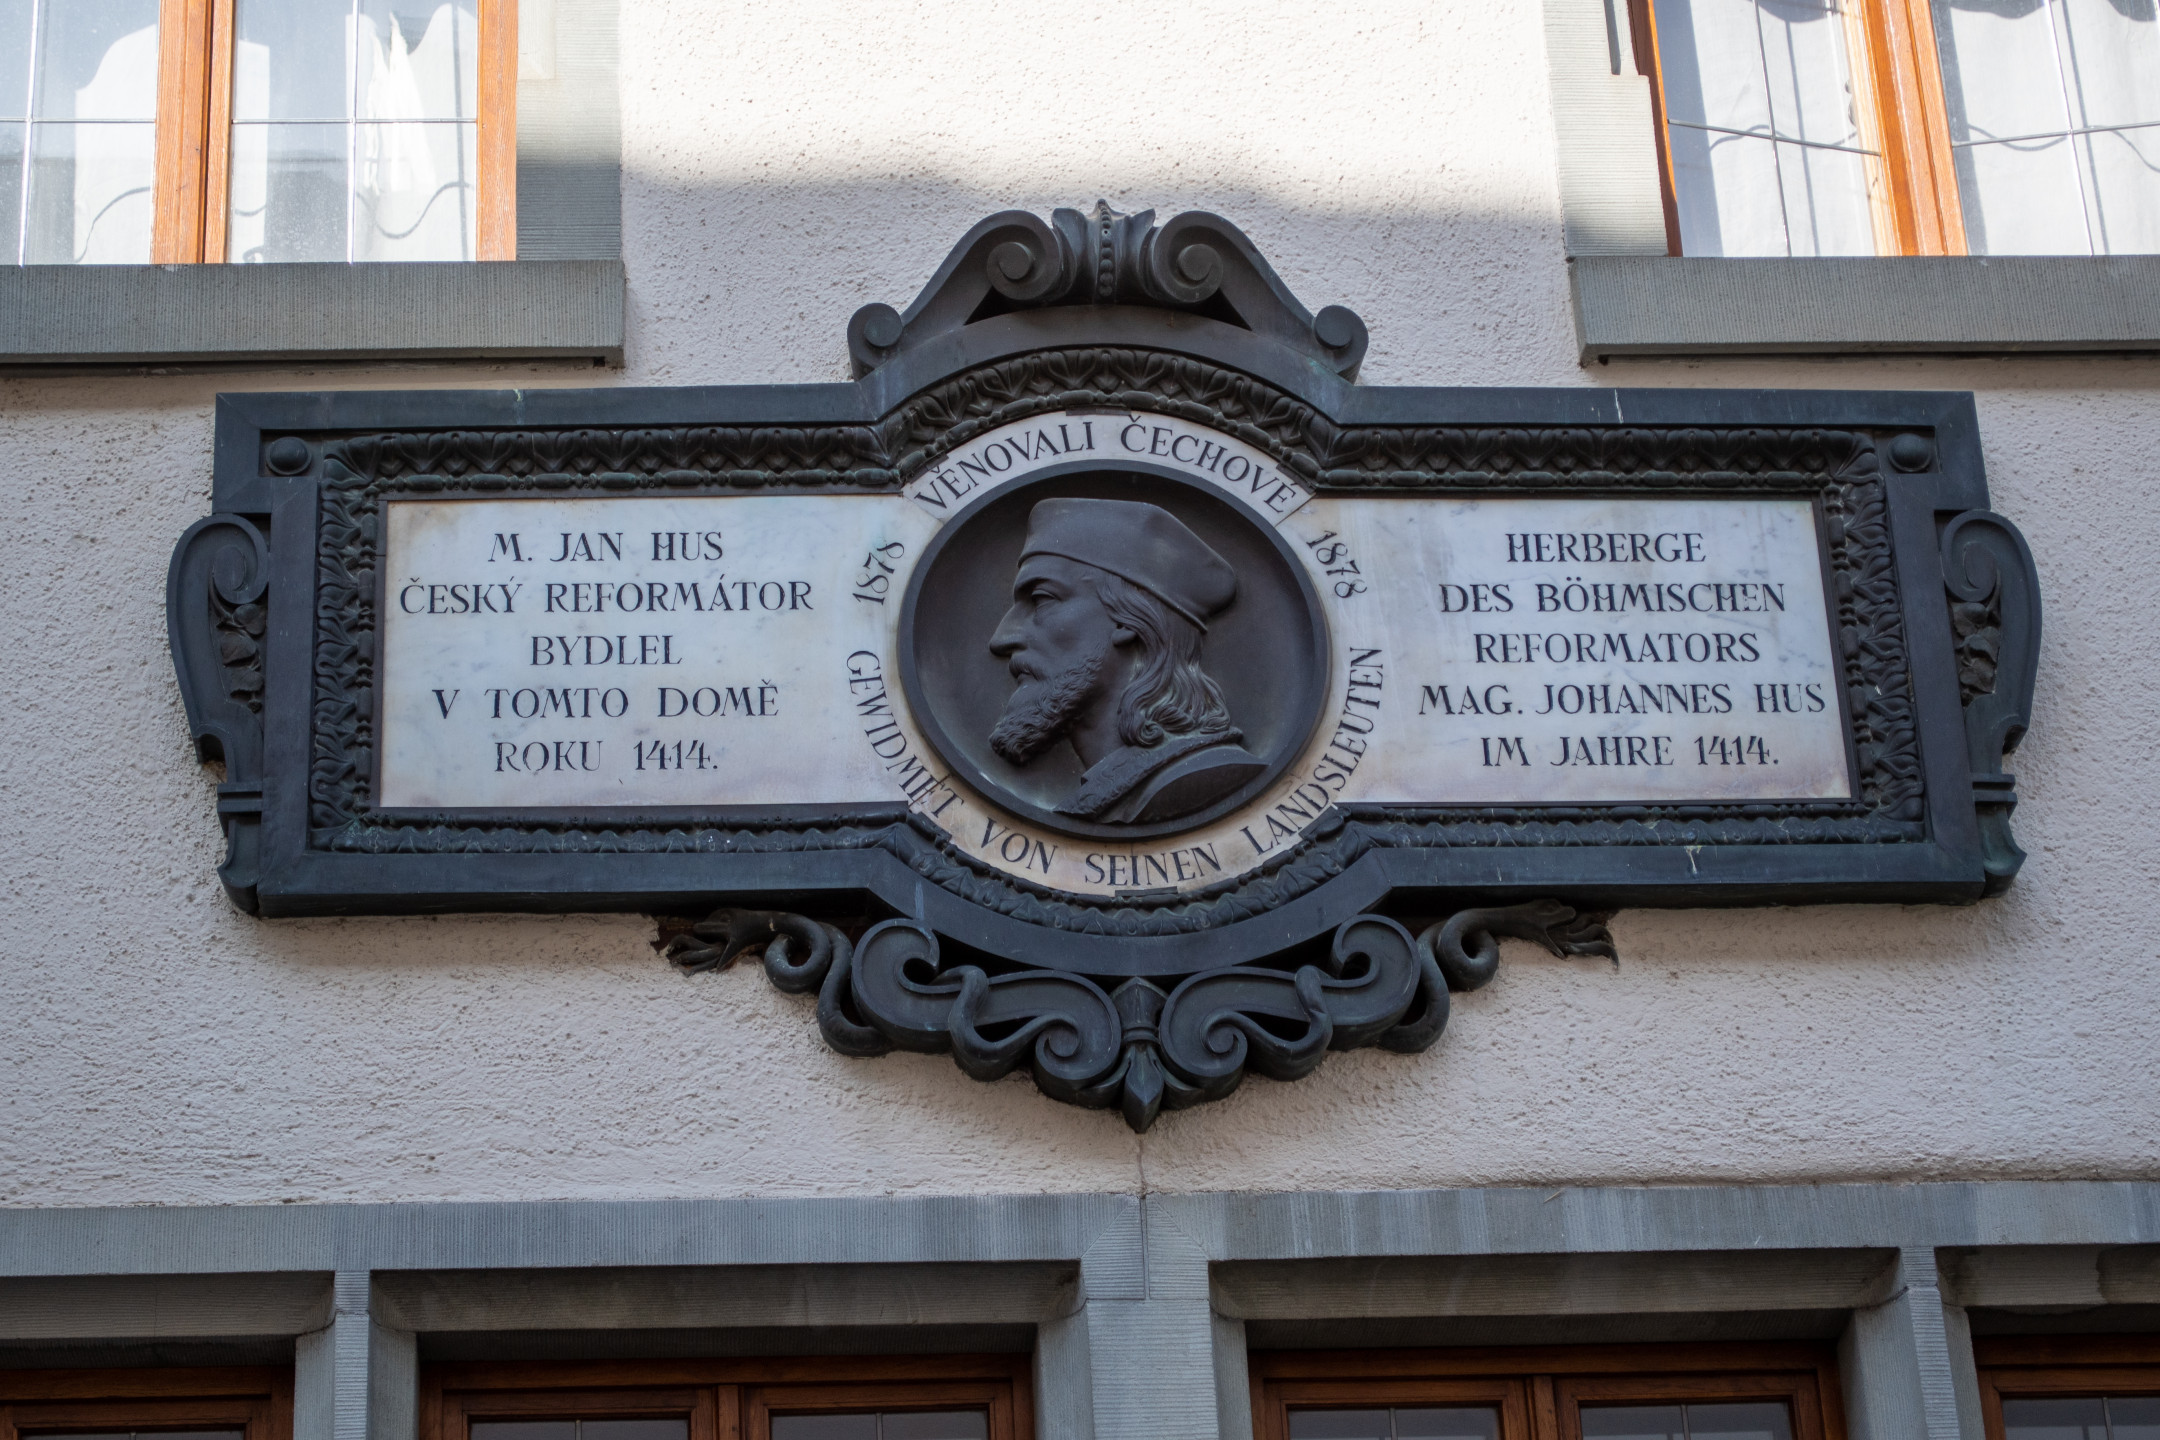 VĚNOVALI ČECHOVÉ
1878 1878
GEWIDMET VON SEINEN LANDSLEUTEN
M. JAN HUS
ČESKÝ REFORMÁTOR
BYDLEL
V TOMTO DOMĚ
ROKU 1414.
HERBERGE
DES BÖHMISCHEN
REFORMATORS
MAG. JOHANNES HUS
IM JAHRE 1414.